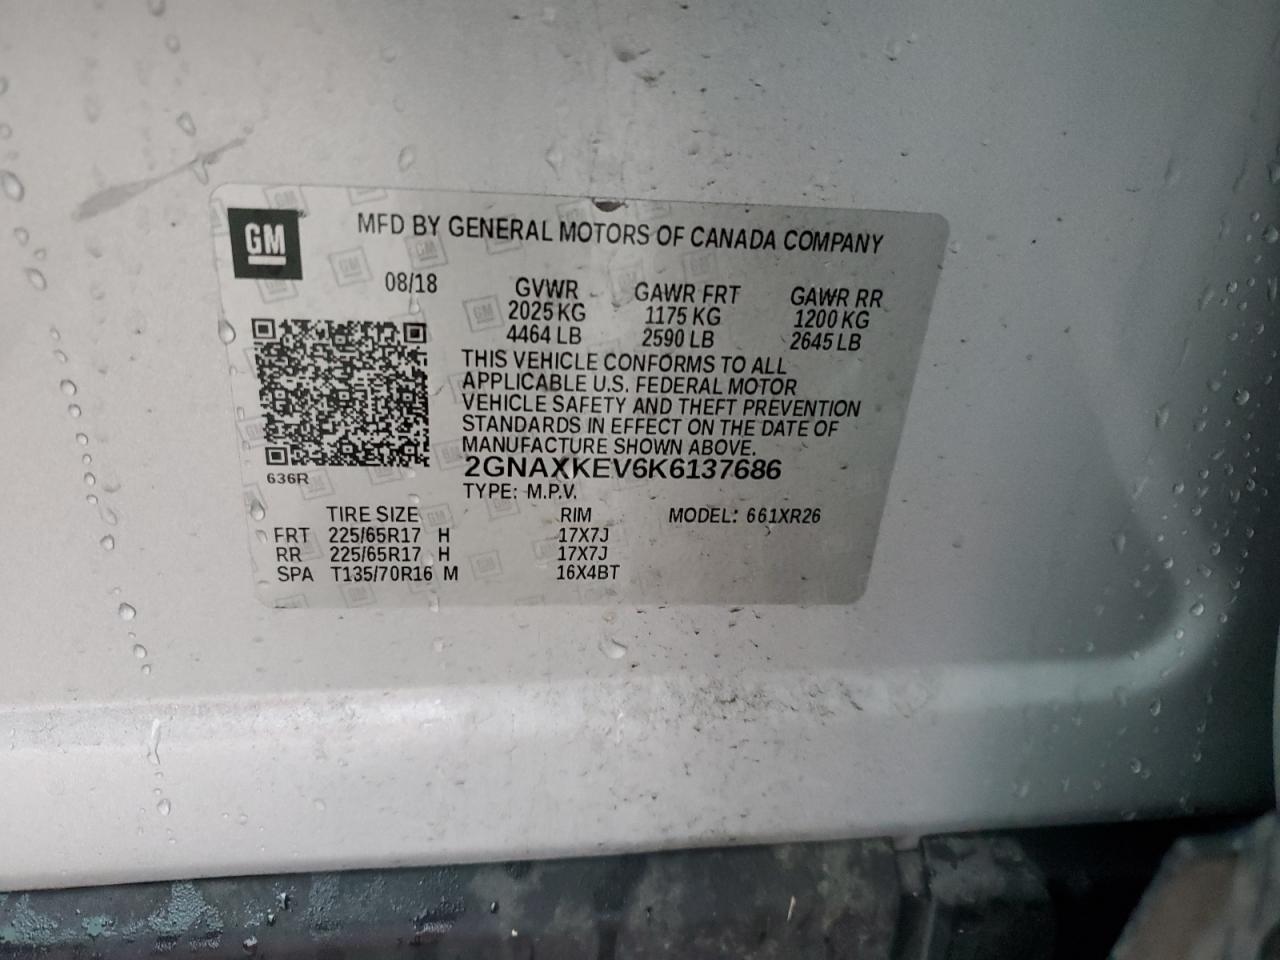 GM
MFD BY GENERAL MOTORS OF CANADA COMPANY
08/18
GVWR GAWR FRT GAWR RR
2025 KG 1175 KG 1200 KG
4464 LB 2590 LB 2645 LB
THIS VEHICLE CONFORMS TO ALL
APPLICABLE U.S. FEDERAL MOTOR
VEHICLE SAFETY AND THEFT PREVENTION
STANDARDS IN EFFECT ON THE DATE OF
MANUFACTURE SHOWN ABOVE.
2GNAXKEV6K6137686
636R
TYPE: M.P.V.
TIRE SIZE RIM MODEL: 661XR26
FRT 225/65R17 H 17X7J
RR 225/65R17 H 17X7J
SPA T135/70R16 M 16X4BT